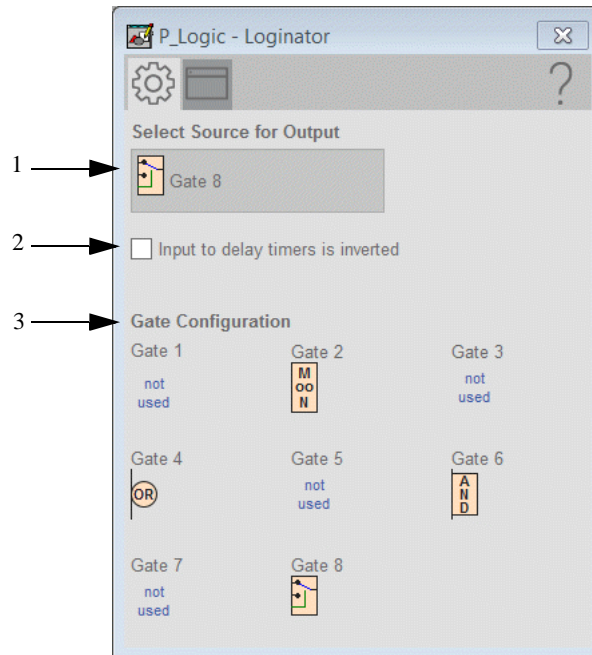 P_Logic - Loginator
?
Select Source for Output
1
Gate 8
2
Input to delay timers is inverted
3
Gate Configuration
Gate 1
not
used
Gate 2
M
oo
N
Gate 3
not
used
Gate 4
OR
Gate 5
not
used
Gate 6
A
N
D
Gate 7
not
used
Gate 8